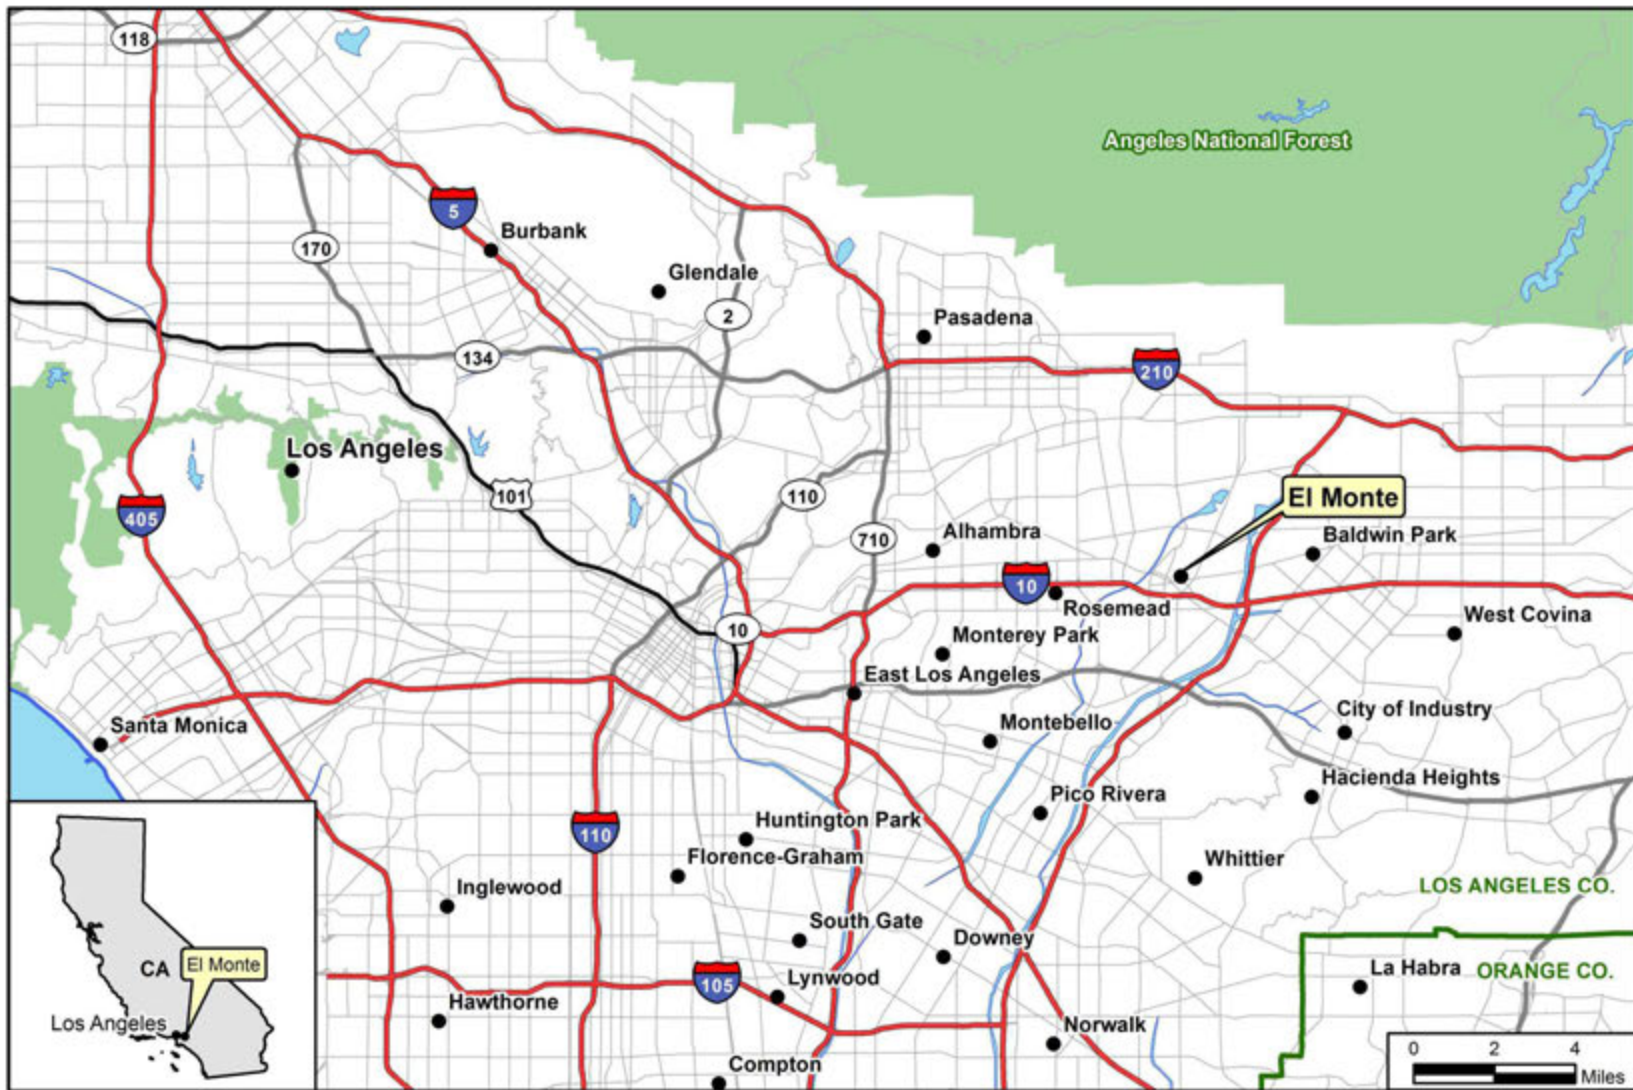 118
Angeles National Forest
5
Burbank
170
Glendale
2
Pasadena
134
210
Los Angeles
101
110
El Monte
405
710
Alhambra
Baldwin Park
10
Rosemead
West Covina
10
Monterey Park
East Los Angeles
Santa Monica
Montebello
City of Industry
Hacienda Heights
Pico Rivera
Huntington Park
110
Florence-Graham
Whittier
Inglewood
LOS ANGELES CO.
South Gate
Downey
CA
El Monte
La Habra
ORANGE CO.
105
Lynwood
Hawthorne
Los Angeles
Norwalk
Compton
0 2 4
Miles